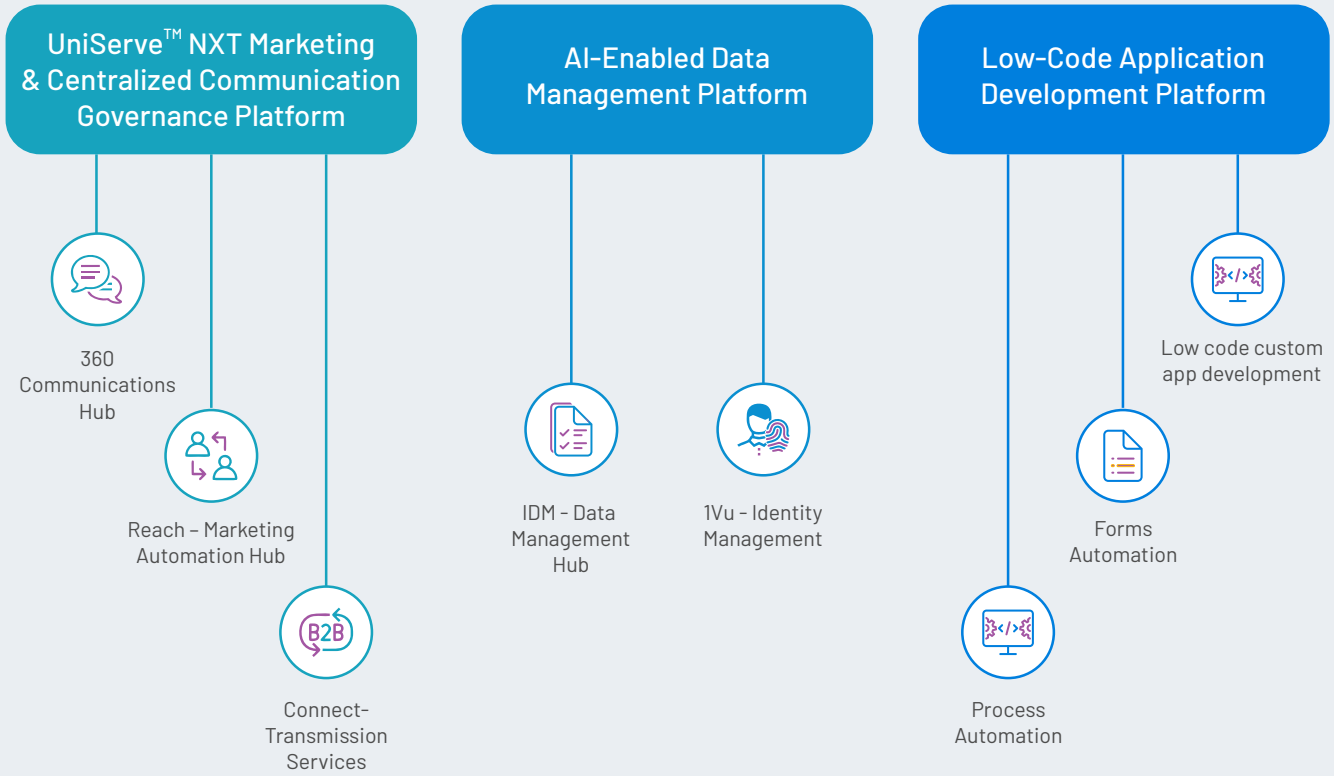 UniServe™ NXT Marketing
& Centralized Communication
Governance Platform
AI-Enabled Data
Management Platform
Low-Code Application
Development Platform
360
Communications
Hub
Reach – Marketing
Automation Hub
B2B
Connect-
Transmission
Services
IDM - Data
Management
Hub
1Vu - Identity
Management
</>
Low code custom
app development
Forms
Automation
</>
Process
Automation